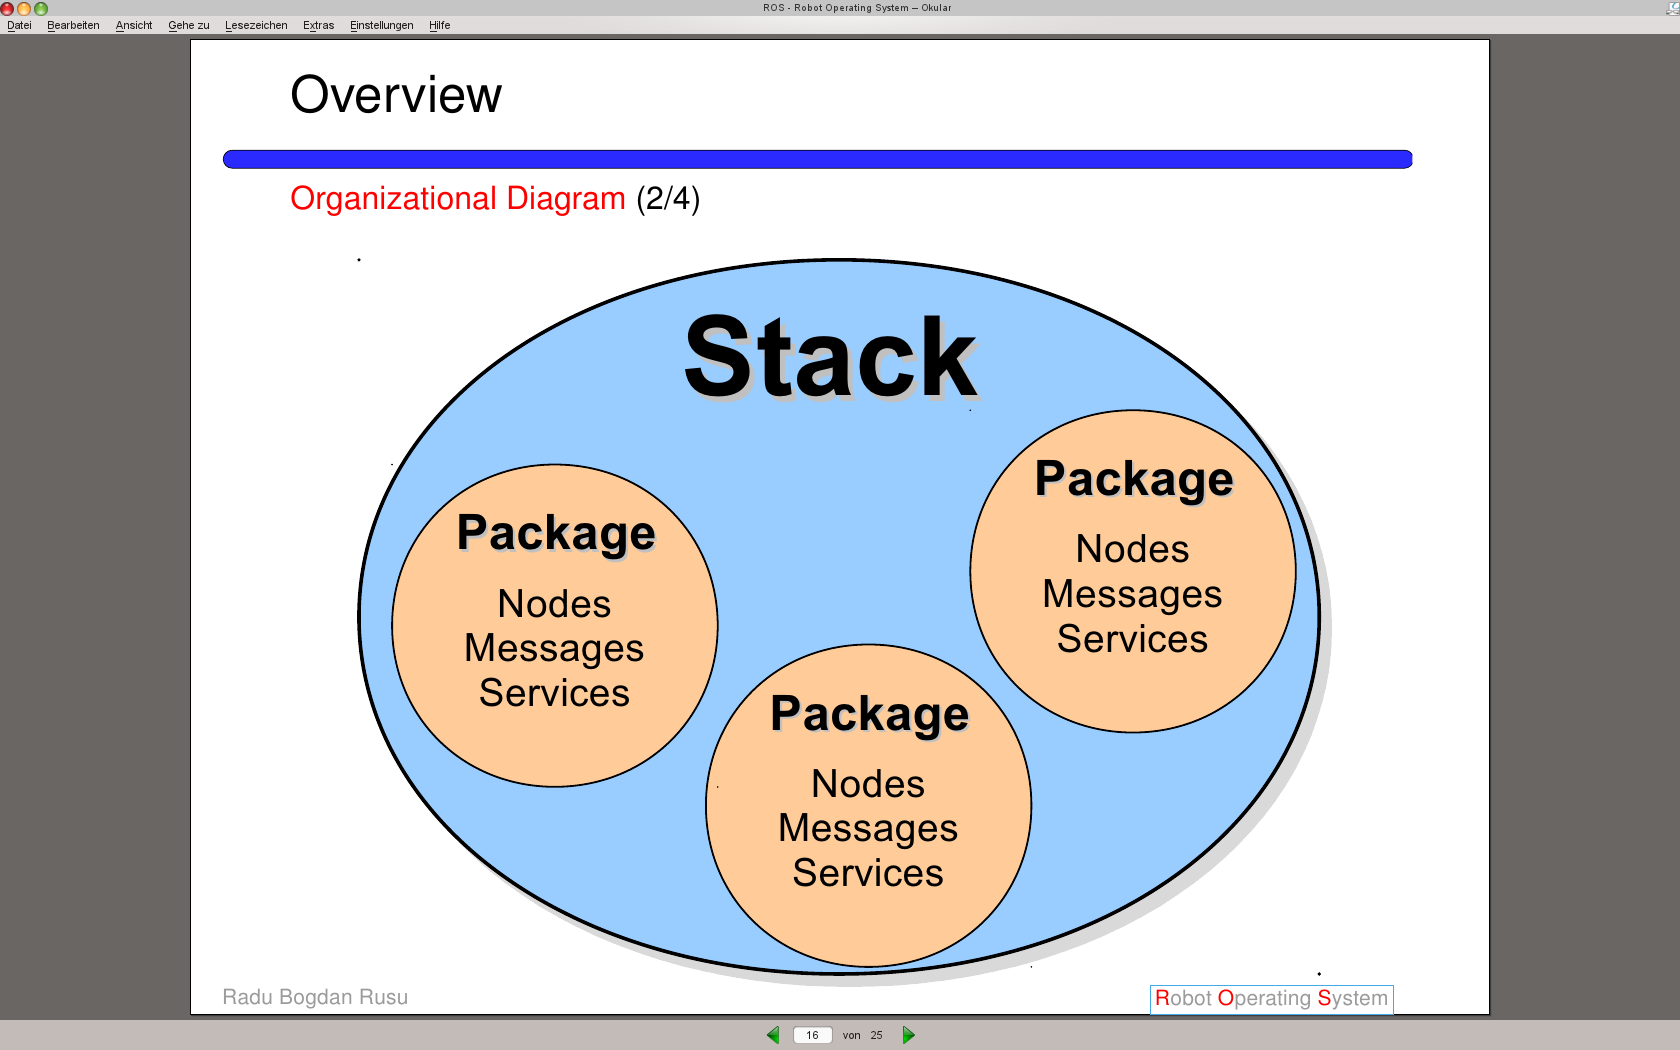 ROS - Robot Operating System – Okular
Datei Bearbeiten Ansicht Gehe zu Lesezeichen Extras Einstellungen Hilfe
Overview
Organizational Diagram (2/4)
Stack
Package
Nodes
Messages
Services
Package
Nodes
Messages
Services
Package
Nodes
Messages
Services
Radu Bogdan Rusu
Robot Operating System
16 von 25